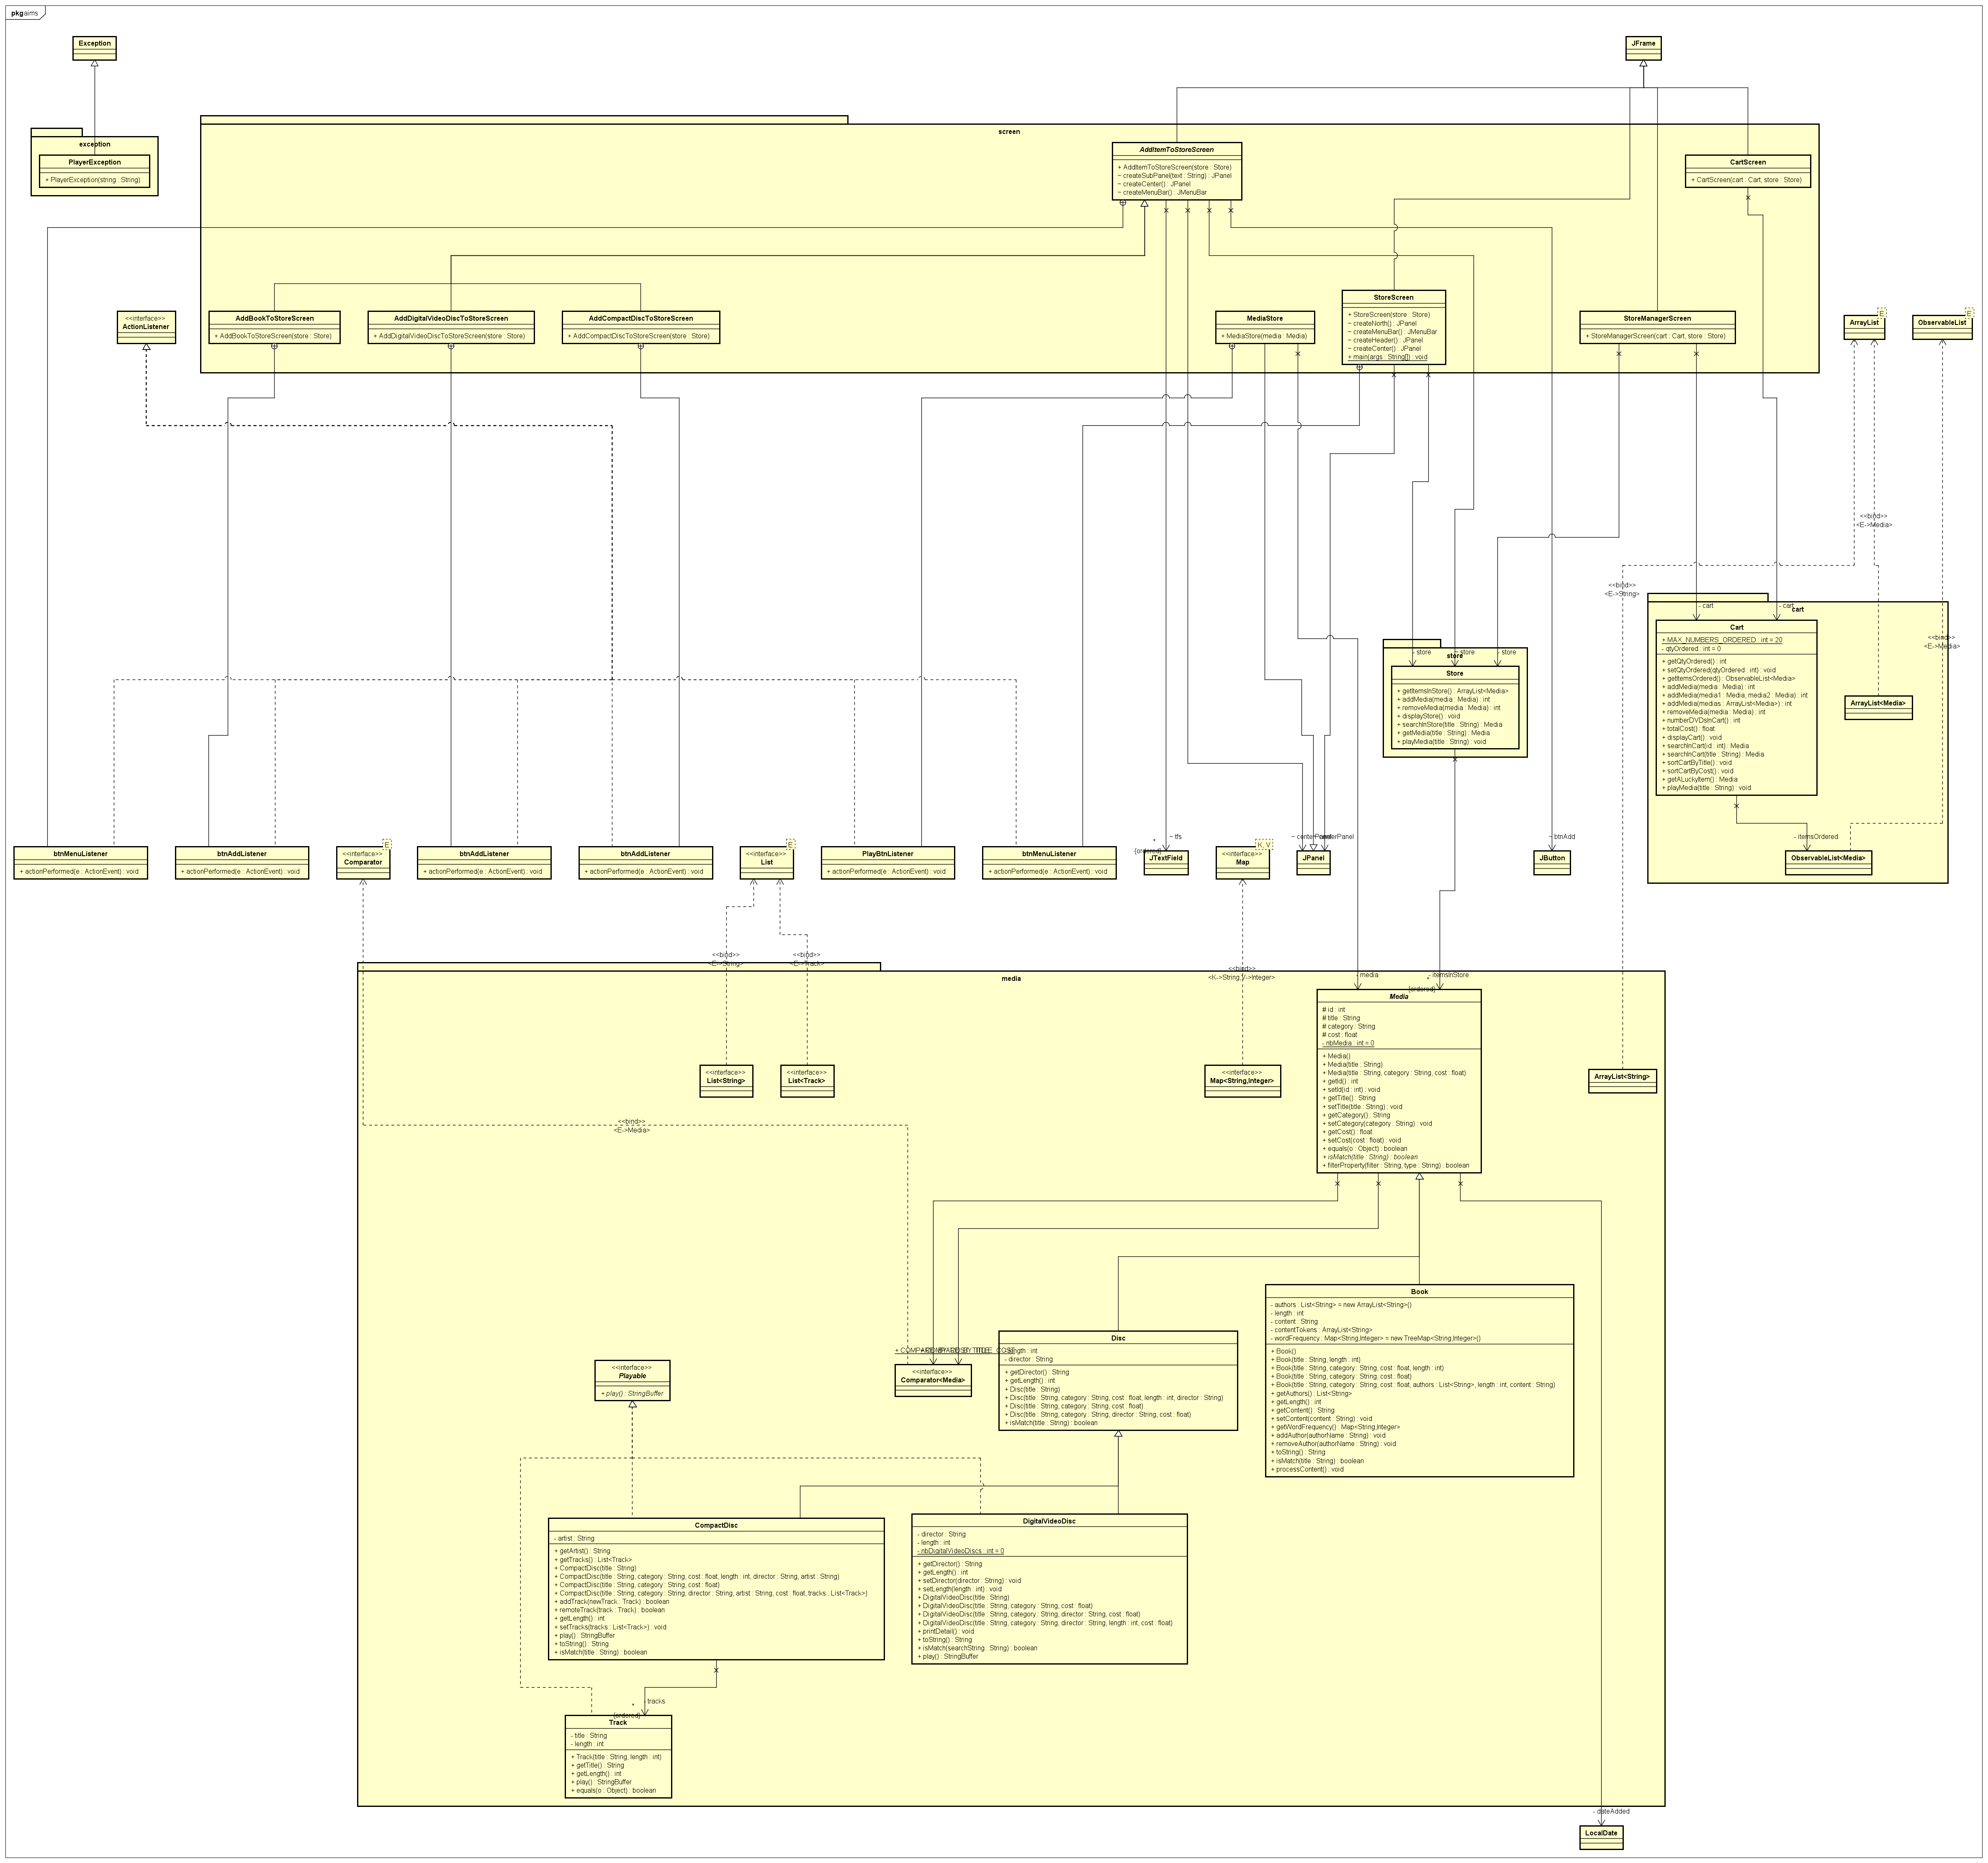 pkg aims
Exception
JFrame
exception
PlayerException
+ PlayerException(string : String)
screen
AddItemToStoreScreen
+ AddItemToStoreScreen(store : Store)
~ createSubPanel(text : String) : JPanel
~ createCenter() : JPanel
~ createMenuBar() : JMenuBar
CartScreen
+ CartScreen(cart : Cart, store : Store)
<<interface>>
ActionListener
AddBookToStoreScreen
+ AddBookToStoreScreen(store : Store)
AddDigitalVideoDiscToStoreScreen
+ AddDigitalVideoDiscToStoreScreen(store : Store)
AddCompactDiscToStoreScreen
+ AddCompactDiscToStoreScreen(store : Store)
MediaStore
+ MediaStore(media : Media)
StoreScreen
+ StoreScreen(store : Store)
~ createNorth() : JPanel
~ createMenuBar() : JMenuBar
~ createHeader() : JPanel
~ createCenter() : JPanel
+ main(args : String[]) : void
StoreManagerScreen
+ StoreManagerScreen(cart : Cart, store : Store)
E
ArrayList
E
ObservableList
<<bind>>
<E->Media>
<<bind>>
<E->String>
<<bind>>
<E->Media>
cart
- cart
- cart
Cart
+ MAX_NUMBERS_ORDERED : int = 20
- qtyOrdered : int = 0
+ getQtyOrdered() : int
+ setQtyOrdered(qtyOrdered : int) : void
+ getItemsOrdered() : ObservableList<Media>
+ addMedia(media : Media) : int
+ addMedia(media1 : Media, media2 : Media) : int
+ addMedia(medias : ArrayList<Media>) : int
+ removeMedia(media : Media) : int
+ numberDVDsInCart() : int
+ totalCost() : float
+ displayCart() : void
+ searchInCart(id : int) : Media
+ searchInCart(title : String) : Media
+ sortCartByTitle() : void
+ sortCartByCost() : void
+ getALuckyItem() : Media
+ playMedia(title : String) : void
ArrayList<Media>
- itemsOrdered
ObservableList<Media>
store
- store
~ store
- store
Store
+ getItemsInStore() : ArrayList<Media>
+ addMedia(media : Media) : int
+ removeMedia(media : Media) : int
+ displayStore() : void
+ searchInStore(title : String) : Media
+ getMedia(title : String) : Media
+ playMedia(title : String) : void
btnMenuListener
+ actionPerformed(e : ActionEvent) : void
btnAddListener
+ actionPerformed(e : ActionEvent) : void
E
<<interface>>
Comparator
btnAddListener
+ actionPerformed(e : ActionEvent) : void
btnAddListener
+ actionPerformed(e : ActionEvent) : void
E
<<interface>>
List
PlayBtnListener
+ actionPerformed(e : ActionEvent) : void
btnMenuListener
+ actionPerformed(e : ActionEvent) : void
~ tfs
*
{ordered}
JTextField
K, V
<<interface>>
Map
~ centerPanel
JPanel
~ btnAdd
JButton
<<bind>>
<E->String>
<<bind>>
<E->Track>
<<bind>>
<K->String,V->Integer>
media
- media
- itemsInStore
*
{ordered}
Media
# id : int
# title : String
# category : String
# cost : float
- nbMedia : int = 0
+ Media()
+ Media(title : String)
+ Media(title : String, category : String, cost : float)
+ getId() : int
+ setId(id : int) : void
+ getTitle() : String
+ setTitle(title : String) : void
+ getCategory() : String
+ setCategory(category : String) : void
+ getCost() : float
+ setCost(cost : float) : void
+ equals(o : Object) : boolean
+ isMatch(title : String) : boolean
+ filterProperty(filter : String, type : String) : boolean
<<interface>>
List<String>
<<interface>>
List<Track>
<<interface>>
Map<String,Integer>
ArrayList<String>
<<bind>>
<E->Media>
Book
- authors : List<String> = new ArrayList<String>()
- length : int
- content : String
- contentTokens : ArrayList<String>
- wordFrequency : Map<String,Integer> = new TreeMap<String,Integer>()
+ Book()
+ Book(title : String, length : int)
+ Book(title : String, category : String, cost : float, length : int)
+ Book(title : String, category : String, cost : float)
+ Book(title : String, category : String, cost : float, authors : List<String>, length : int, content : String)
+ getAuthors() : List<String>
+ getLength() : int
+ getContent() : String
+ setContent(content : String) : void
+ getWordFrequency() : Map<String,Integer>
+ addAuthor(authorName : String) : void
+ removeAuthor(authorName : String) : void
+ toString() : String
+ isMatch(title : String) : boolean
+ processContent() : void
Disc
length : int
- director : String
+ getDirector() : String
+ getLength() : int
+ Disc(title : String)
+ Disc(title : String, category : String, cost : float, length : int, director : String)
+ Disc(title : String, category : String, cost : float)
+ Disc(title : String, category : String, director : String, cost : float)
+ isMatch(title : String) : boolean
<<interface>>
Comparator<Media>
<<interface>>
Playable
+ play() : StringBuffer
CompactDisc
- artist : String
+ getArtist() : String
+ getTracks() : List<Track>
+ CompactDisc(title : String)
+ CompactDisc(title : String, category : String, cost : float, length : int, director : String, artist : String)
+ CompactDisc(title : String, category : String, cost : float)
+ CompactDisc(title : String, category : String, director : String, artist : String, cost : float, tracks : List<Track>)
+ addTrack(newTrack : Track) : boolean
+ remoteTrack(track : Track) : boolean
+ getLength() : int
+ setTracks(tracks : List<Track>) : void
+ play() : StringBuffer
+ toString() : String
+ isMatch(title : String) : boolean
DigitalVideoDisc
- director : String
- length : int
- nbDigitalVideoDiscs : int = 0
+ getDirector() : String
+ getLength() : int
+ setDirector(director : String) : void
+ setLength(length : int) : void
+ DigitalVideoDisc(title : String)
+ DigitalVideoDisc(title : String, category : String, cost : float)
+ DigitalVideoDisc(title : String, category : String, director : String, cost : float)
+ DigitalVideoDisc(title : String, category : String, director : String, length : int, cost : float)
+ printDetail() : void
+ toString() : String
+ isMatch(searchString : String) : boolean
+ play() : StringBuffer
- tracks
*
{ordered}
Track
- title : String
- length : int
+ Track(title : String, length : int)
+ getTitle() : String
+ getLength() : int
+ play() : StringBuffer
+ equals(o : Object) : boolean
- dateAdded
LocalDate